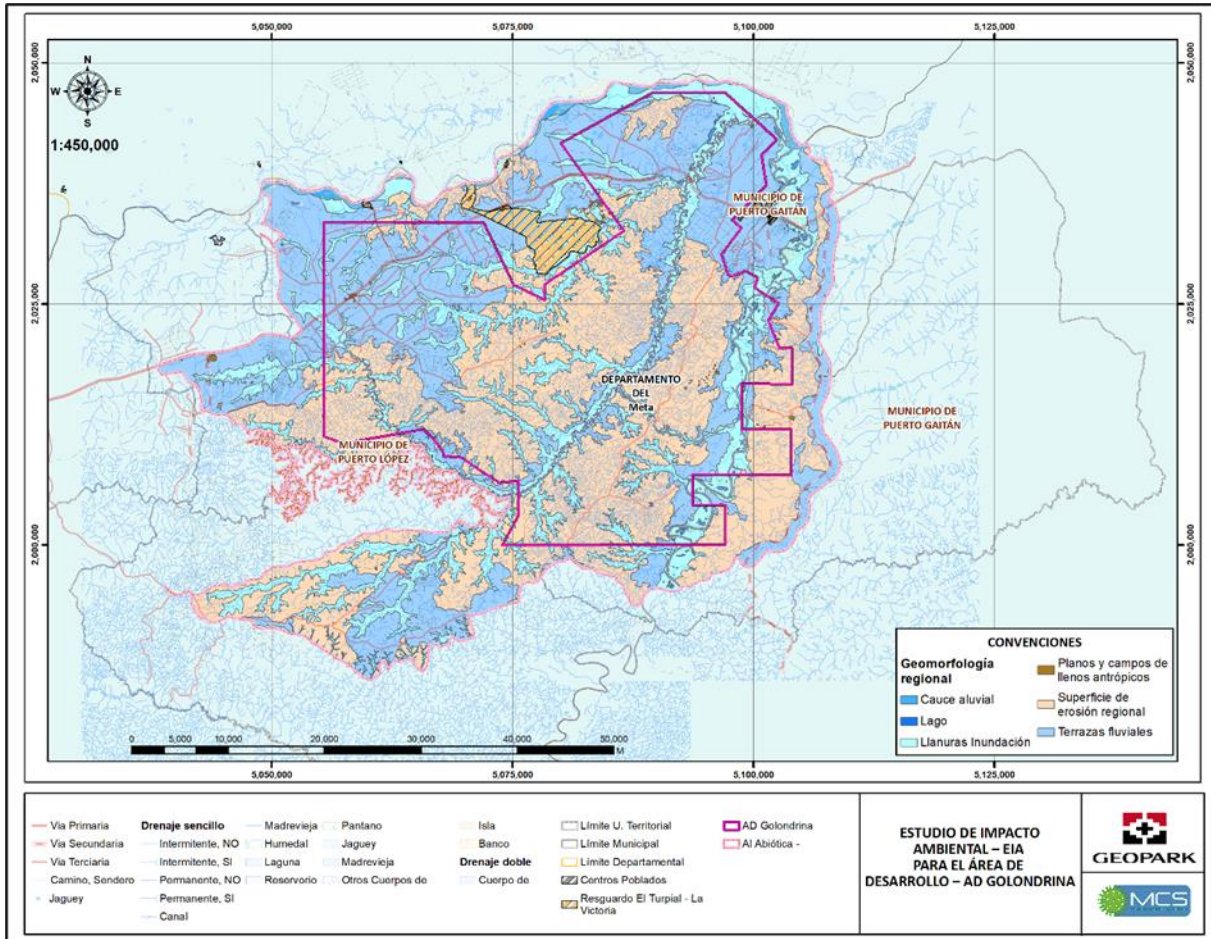 5,050,000
5,075,000
5,100,000
5,125,000
2,050,000
2,050,000
N
W
E
S
1:450,000
MUNICIPIO DE
PUERTO GAITÁN
2,025,000
2,025,000
DEPARTAMENTO
DEL
Meta
MUNICIPIO DE
PUERTO GAITÁN
MUNICIPIO DE
PUERTO LÓPEZ
2,000,000
2,000,000
CONVENCIONES
Geomorfología
regional
Cauce aluvial
Lago
Llanuras Inundación
Planos y campos de
llenos antrópicos
Superficie de
erosión regional
Terrazas fluviales
0 5,000 10,000 20,000 30,000 40,000 50,000
M
5,050,000
5,075,000
5,100,000
5,125,000
Via Primaria
Via Secundaria
Via Terciaria
Camino, Sendero
Jaguey
Drenaje sencillo
Intermitente, NO
Intermitente, SI
Permanente, NO
Permanente, SI
Canal
Madrevieja
Humedal
Laguna
Reservorio
Pantano
Jaguey
Madrevieja
Otros Cuerpos de
Isla
Banco
Drenaje doble
Cuerpo de
Límite U. Territorial
Límite Municipal
Límite Departamental
Centros Poblados
Resguardo El Turpial - La
Victoria
AD Golondrina
AI Abiótica -
ESTUDIO DE IMPACTO
AMBIENTAL – EIA
PARA EL ÁREA DE
DESARROLLO – AD GOLONDRINA
GEOPARK
MCS